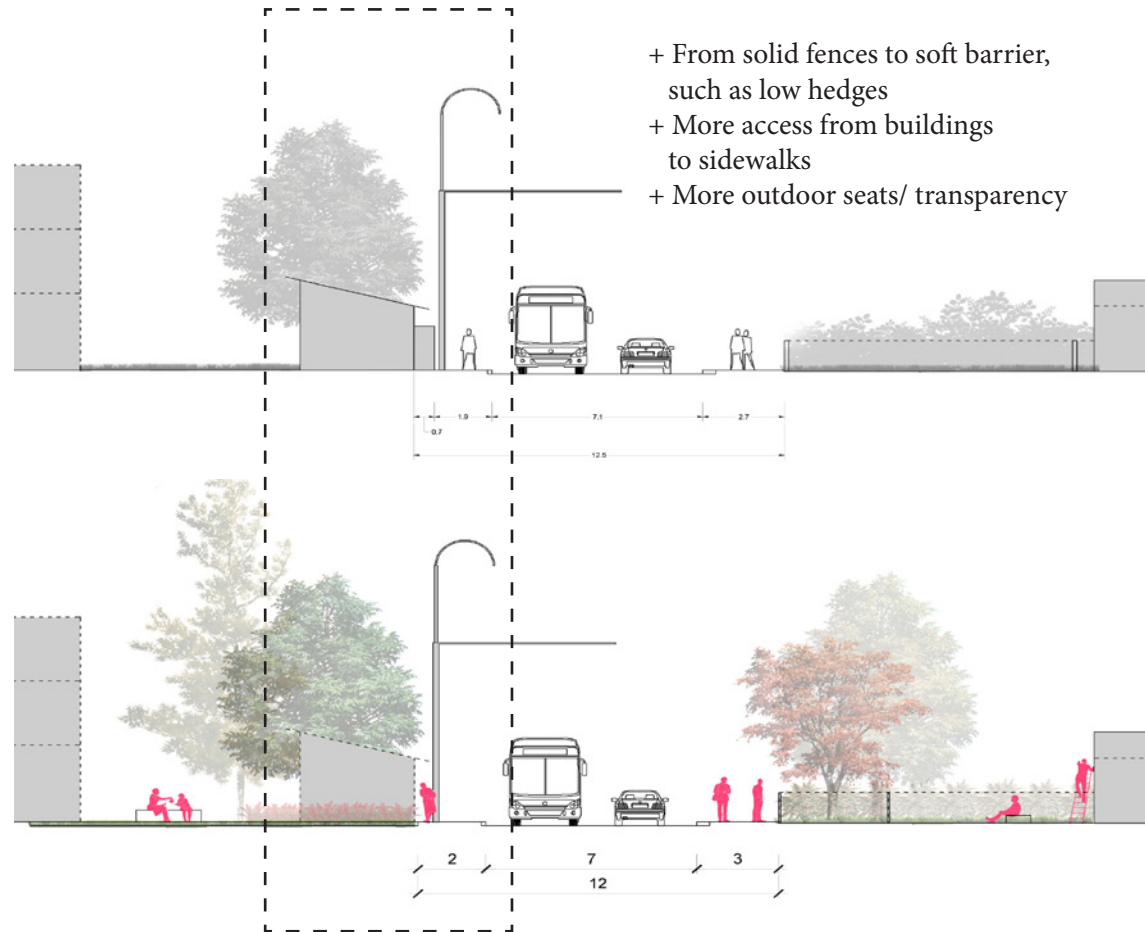 + From solid fences to soft barrier,
such as low hedges
+ More access from buildings
to sidewalks
+ More outdoor seats/ transparency
1.9
7.1
2.7
0.7
12.5
2
7
3
12